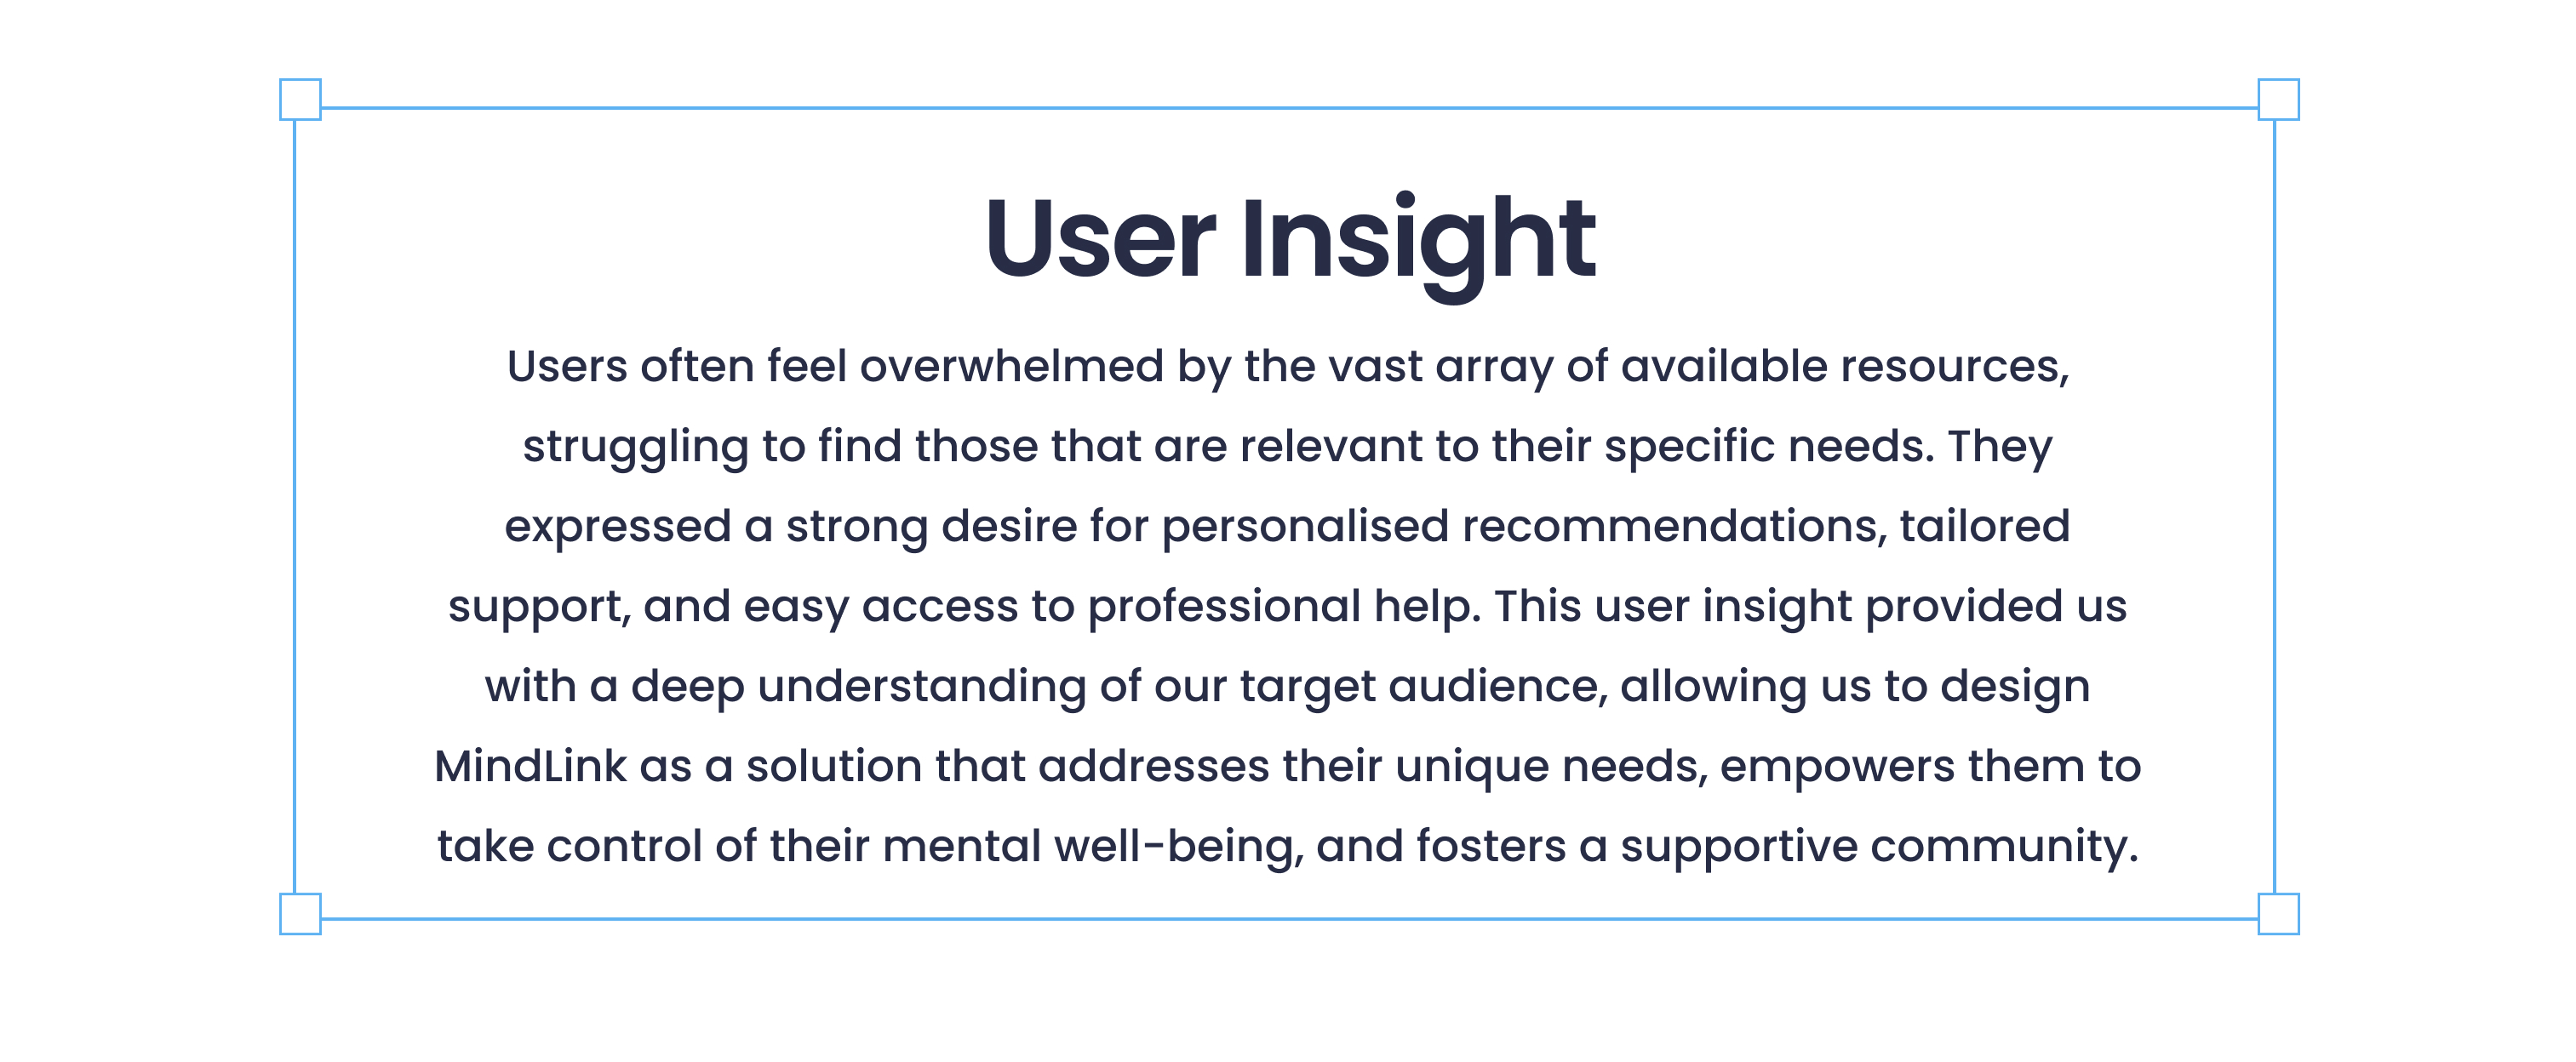 User Insight
Users often feel overwhelmed by the vast array of available resources,
struggling to find those that are relevant to their specific needs. They
expressed a strong desire for personalised recommendations, tailored
support, and easy access to professional help. This user insight provided us
with a deep understanding of our target audience, allowing us to design
MindLink as a solution that addresses their unique needs, empowers them to
take control of their mental well-being, and fosters a supportive community.